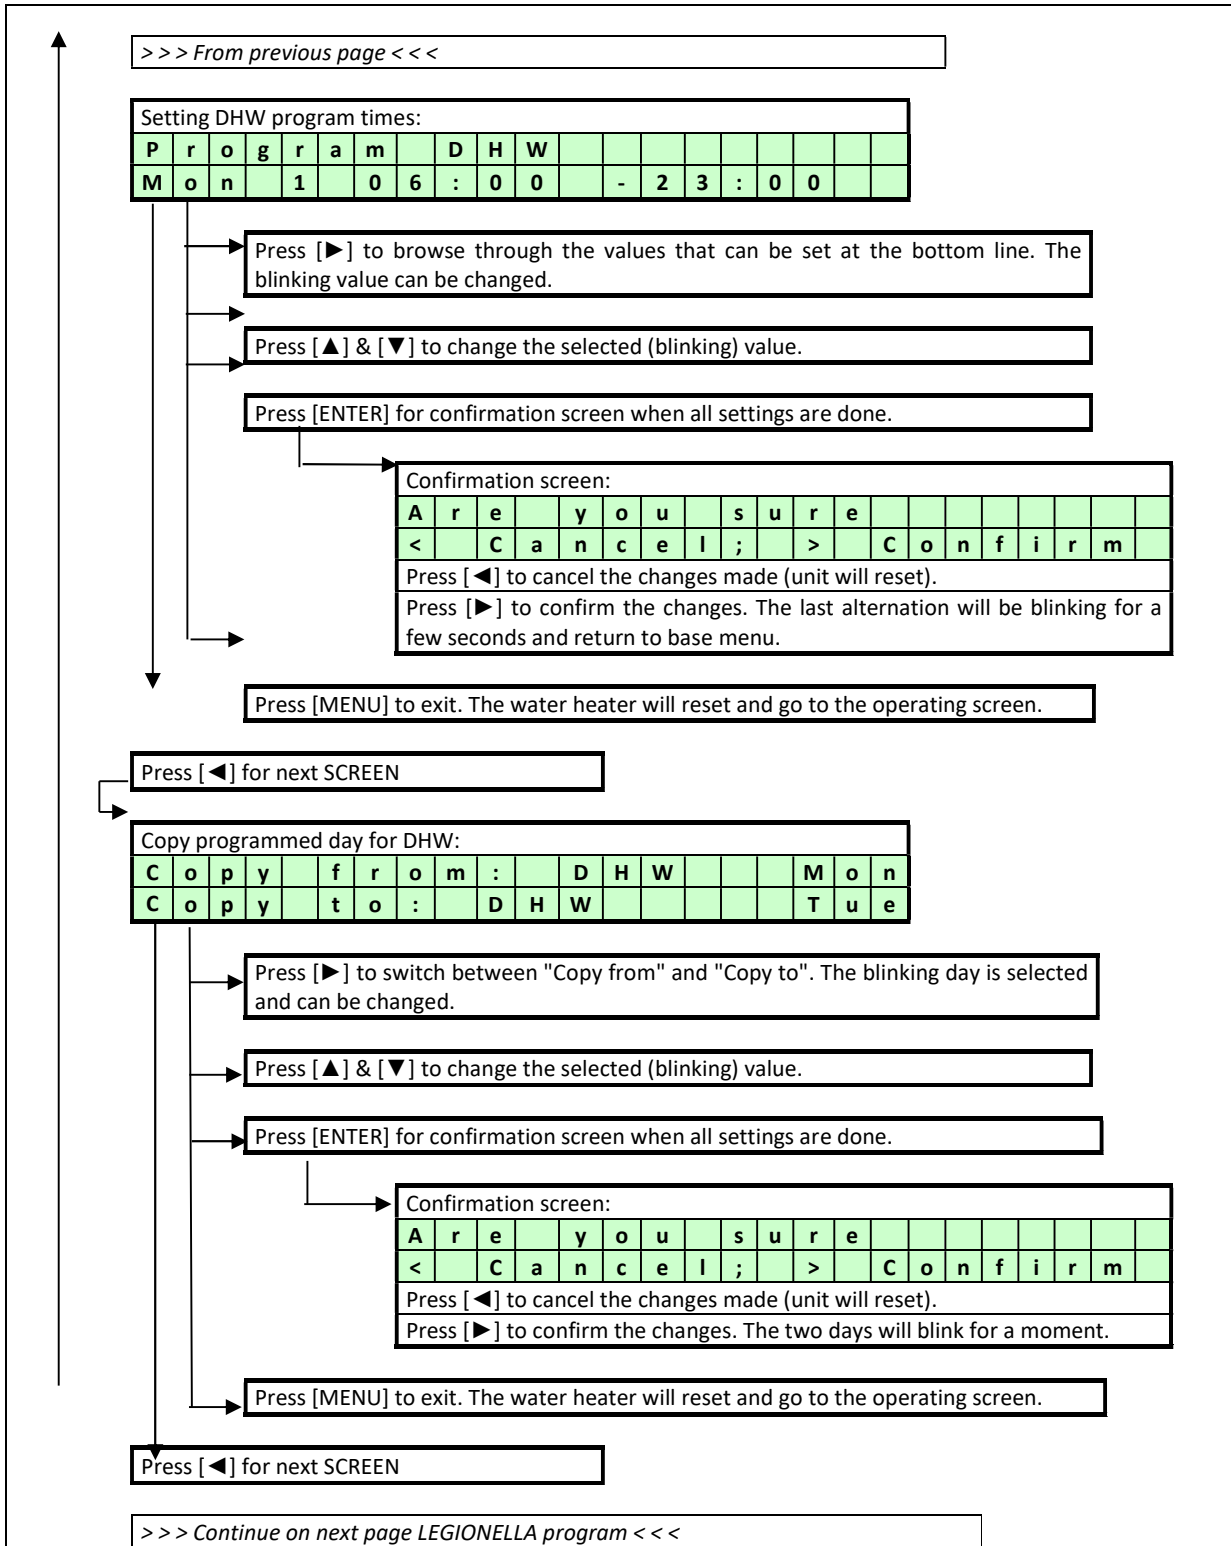 > > > From previous page < < <
Setting DHW program times:
Program DHW
Mon 1 06:00 -23:00
Press [►] to browse through the values that can be set at the bottom line. The
blinking value can be changed.
Press [▲] & [▼] to change the selected (blinking) value.
Press [ENTER] for confirmation screen when all settings are done.
Confirmation screen:
Are you sure
< Cancel; > Confirm
Press [◄] to cancel the changes made (unit will reset).
Press [►] to confirm the changes. The last alternation will be blinking for a
few seconds and return to base menu.
Press [MENU] to exit. The water heater will reset and go to the operating screen.
Press [◄] for next SCREEN
Copy programmed day for DHW:
Copy from: DHW Mon
Copy to: DHW Tue
Press [►] to switch between "Copy from" and "Copy to". The blinking day is selected
and can be changed.
Press [▲] & [▼] to change the selected (blinking) value.
Press [ENTER] for confirmation screen when all settings are done.
Confirmation screen:
Are you sure
< Cancel; > Confirm
Press [◄] to cancel the changes made (unit will reset).
Press [►] to confirm the changes. The two days will blink for a moment.
Press [MENU] to exit. The water heater will reset and go to the operating screen.
Press [◄] for next SCREEN
> > > Continue on next page LEGIONELLA program < < <